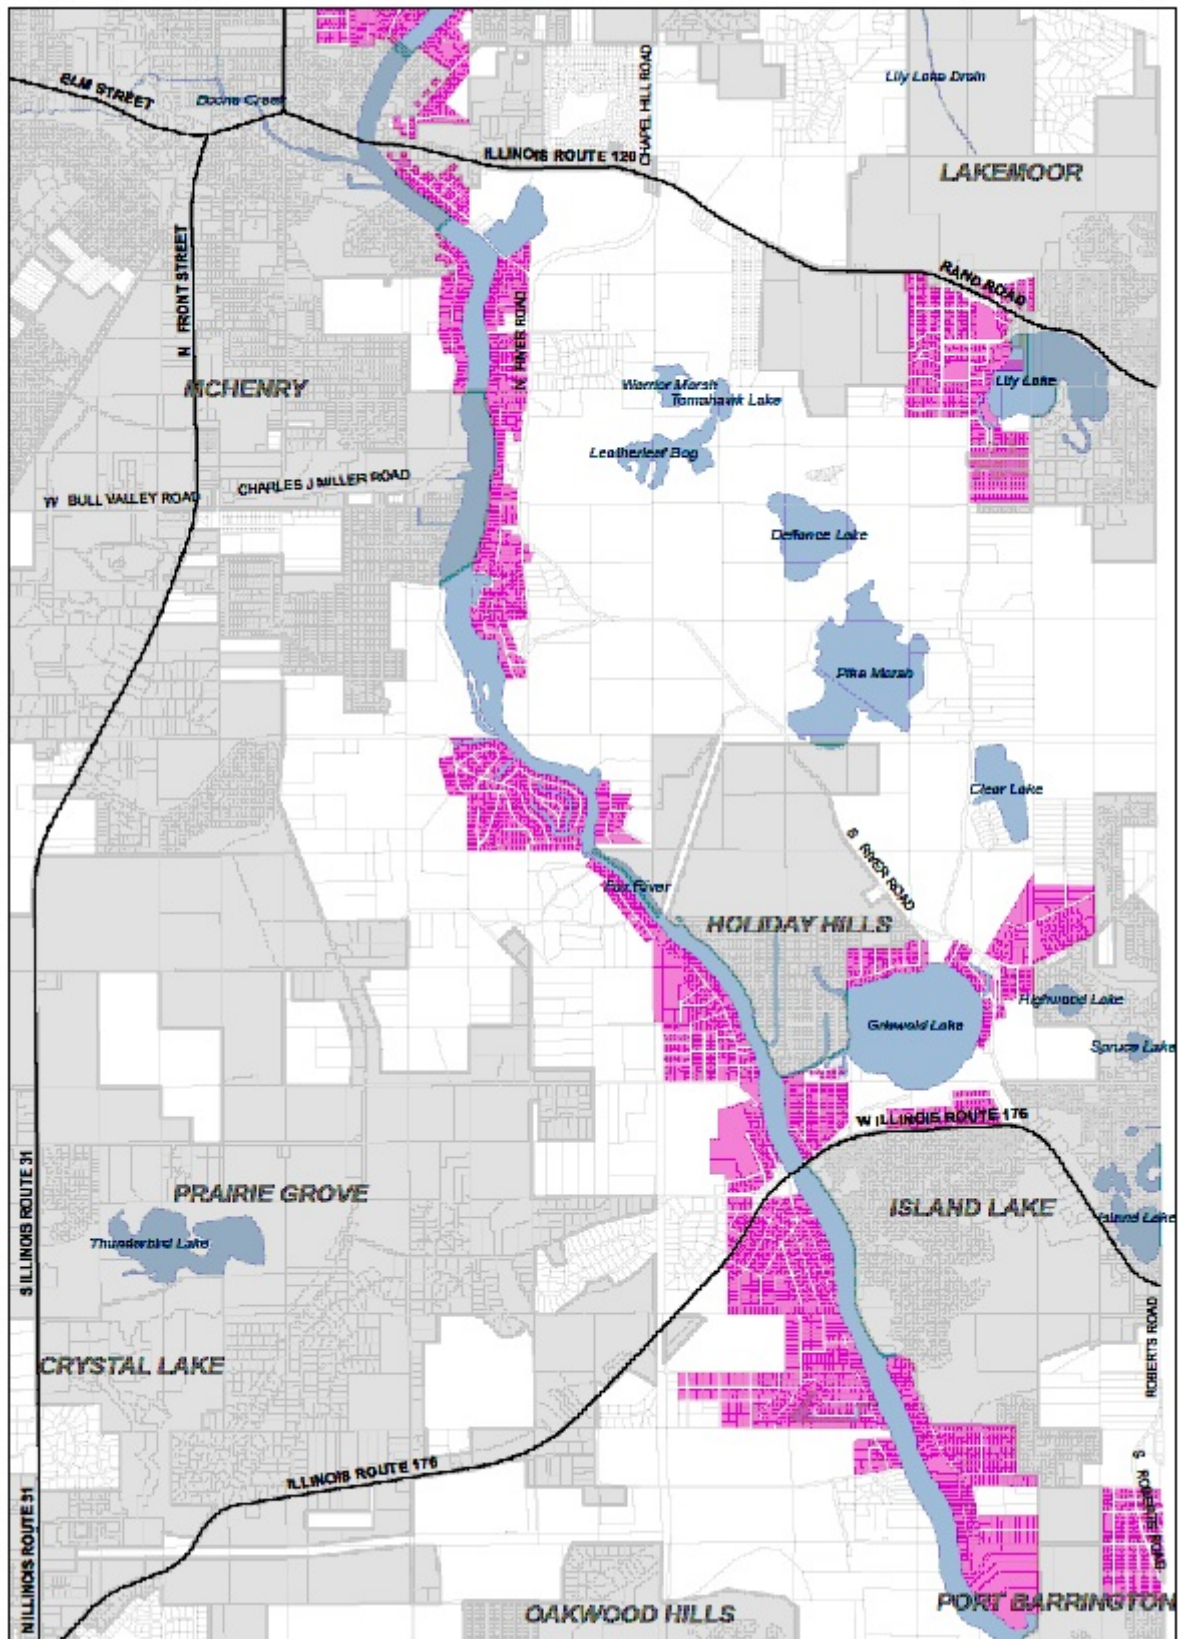 Lily Lake Drain
ELM STREET
Boone Creek
CHAPEL HILL ROAD
ILLINOIS ROUTE 120
LAKEMOOR
N FRONT STREET
RAND ROAD
N RIVER ROAD
MCHENRY
Warrior Marsh
Tomahawk Lake
Lily Lake
Leatherleaf Bog
CHARLES J MILLER ROAD
W BULL VALLEY ROAD
Defiance Lake
Pike Marsh
Clear Lake
S RIVER ROAD
Fox River
HOLIDAY HILLS
Highwood Lake
Griswold Lake
Spruce Lake
W ILLINOIS ROUTE 176
S ILLINOIS ROUTE 31
PRAIRIE GROVE
ISLAND LAKE
Island Lake
Thunderbird Lake
ROBERTS ROAD
CRYSTAL LAKE
ILLINOIS ROUTE 176
S ROBERTS ROAD
N ILLINOIS ROUTE 31
OAKWOOD HILLS
PORT BARRINGTON